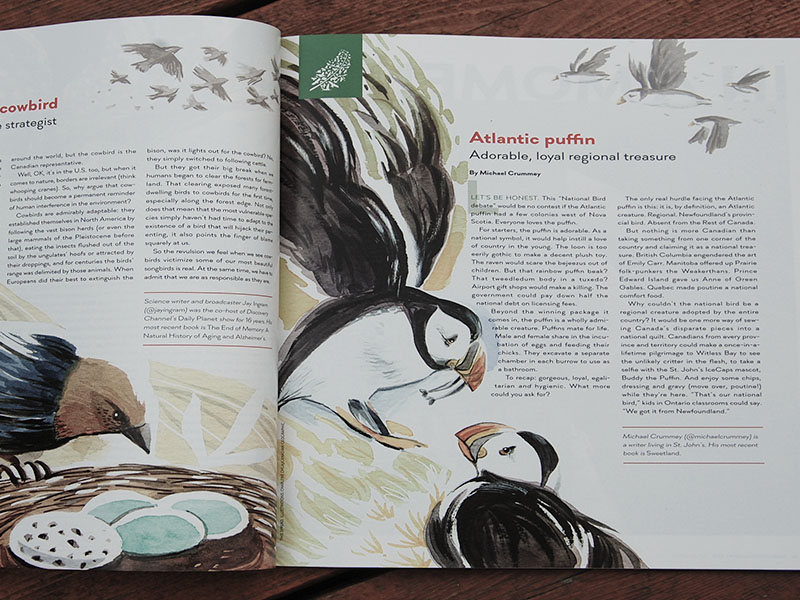 cowbird
strategist
around the world, but the cowbird is the
Canadian representative.
Well, OK, it's in the U.S. too, but when it
comes to nature, borders are irrelevant (think
whooping cranes). So, why argue that cow-
birds should become a permanent reminder
of human interference in the environment?
Cowbirds are admirably adaptable: they
established themselves in North America by
following the vast bison herds (or even the
large mammals of the Pleistocene before
that), eating the insects flushed out of the
soil by the ungulates' hoofs or attracted by
their droppings, and for centuries the birds'
range was delimited by those animals. When
Europeans did their best to extinguish the
bison, was it lights out for the cowbird? No,
they simply switched to following cattle.
But they got their big break when we
humans began to clear the forests for farm-
land. That clearing exposed many forest-
dwelling birds to cowbirds for the first time,
especially along the forest edge. Not only
does that mean that the most vulnerable spe-
cies simply haven't had time to adapt to the
existence of a bird that will hijack their par-
enting, it also points the finger of blame
squarely at us.
So the revulsion we feel when we see cow-
birds victimize some of our most beautiful
songbirds is real. At the same time, we have to
admit that we are as responsible as they are.
Science writer and broadcaster Jay Ingram
(@jayingram) was the co-host of Discovery
Channel's Daily Planet show for 16 years. His
most recent book is The End of Memory: A
Natural History of Aging and Alzheimer's.
Atlantic puffin
Adorable, loyal regional treasure
By Michael Crummey
LET'S BE HONEST. This "National Bird
debate" would be no contest if the Atlantic
puffin had a few colonies west of Nova
Scotia. Everyone loves the puffin.
For starters, the puffin is adorable. As a
national symbol, it would help instill a love
of country in the young. The loon is too
eerily gothic to make a decent plush toy.
The raven would scare the bejeezus out of
children. But that rainbow puffin beak?
That tweedledum body in a tuxedo?
Airport gift shops would make a killing. The
government could pay down half the
national debt on licensing fees.
Beyond the winning package it
comes in, the puffin is a wholly admi-
rable creature. Puffins mate for life.
Male and female share in the incu-
bation of eggs and feeding their
chicks. They excavate a separate
chamber in each burrow to use as
a bathroom.
To recap: gorgeous, loyal, egali-
tarian and hygienic. What more
could you ask for?
The only real hurdle facing the Atlantic
puffin is this: it is, by definition, an Atlantic
creature. Regional. Newfoundland's provin-
cial bird. Absent from the Rest of Canada.
But nothing is more Canadian than
taking something from one corner of the
country and claiming it as a national trea-
sure. British Columbia engendered the art
of Emily Carr. Manitoba offered up Prairie
folk-punkers the Weakerthans. Prince
Edward Island gave us Anne of Green
Gables. Quebec made poutine a national
comfort food.
Why couldn't the national bird be a
regional creature adopted by the entire
country? It would be one more way of sew-
ing Canada's disparate pieces into a
national quilt. Canadians from every prov-
ince and territory could make a once-in-a-
lifetime pilgrimage to Witless Bay to see
the unlikely critter in the flesh, to take a
selfie with the St. John's IceCaps mascot,
Buddy the Puffin. And enjoy some chips,
dressing and gravy (move over, poutine!)
while they're here. "That's our national
bird," kids in Ontario classrooms could say.
"We got it from Newfoundland."
Michael Crummey (@michaelcrummey) is
a writer living in St. John's. His most recent
book is Sweetland.